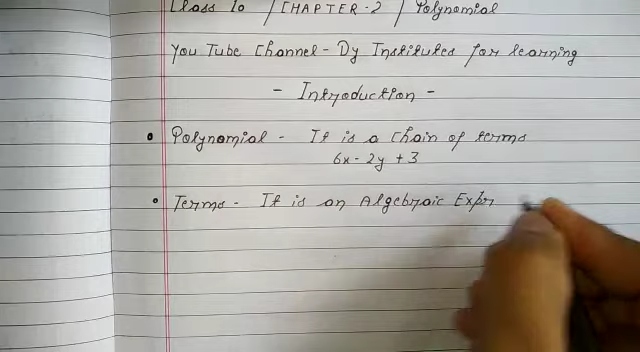 Class 10 / CHAPTER-2 / Polynomial
You Tube Channel - Dy Institutes for learning
- Introduction -
• Polynomial - It is a Chain of terms
6x - 2y + 3
• Terms - It is an Algebraic Expr